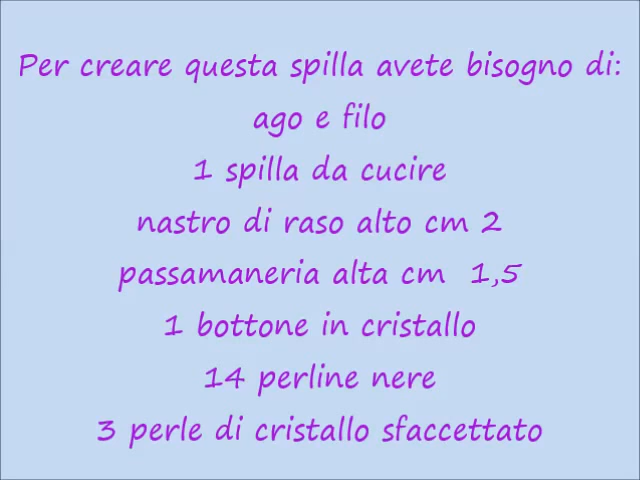 Per creare questa spilla avete bisogno di:
ago e filo
1 spilla da cucire
nastro di raso alto cm 2
passamaneria alta cm 1,5
1 bottone in cristallo
14 perline nere
3 perle di cristallo sfaccettato